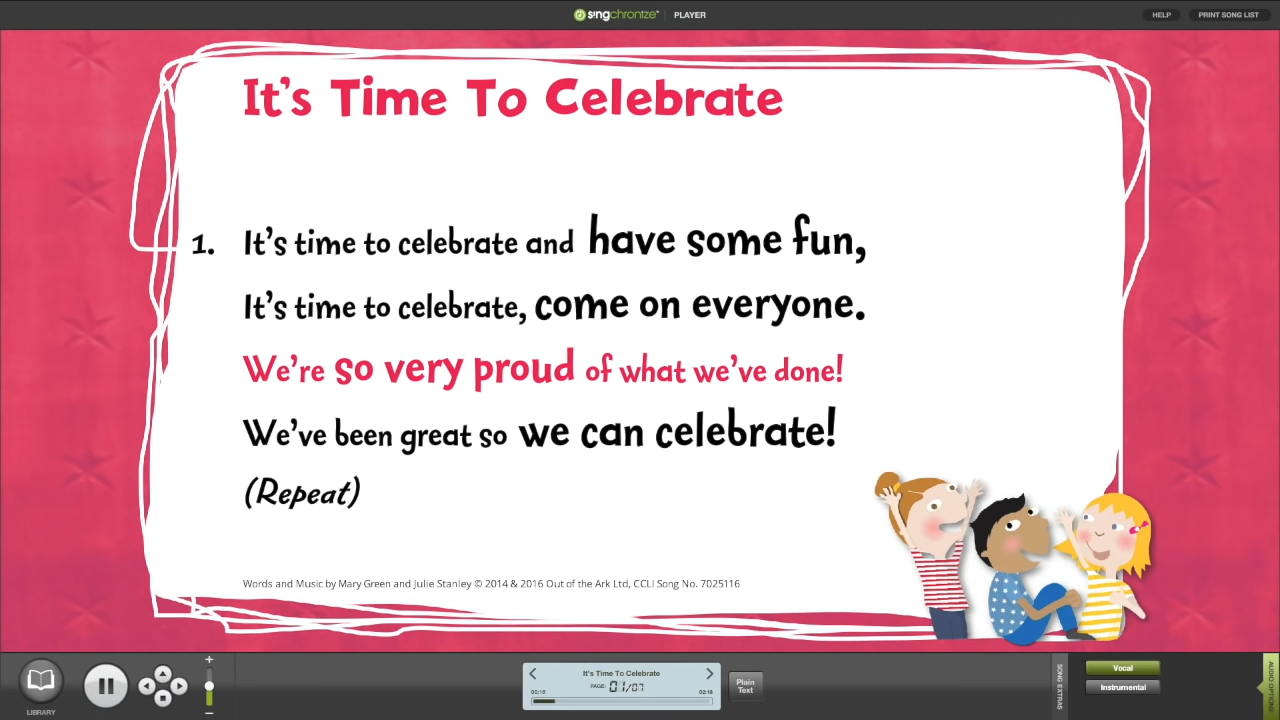 s!ngchronize PLAYER
HELP
PRINT SONG LIST
It's Time To Celebrate
1. It's time to celebrate and have some fun,
It's time to celebrate, come on everyone.
We're so very proud of what we've done!
We've been great so we can celebrate!
(Repeat)
Words and Music by Mary Green and Julie Stanley © 2014 & 2016 Out of the Ark Ltd, CCLI Song No. 7025116
LIBRARY
+
−
It's Time To Celebrate
PAGE: 01/07
02:18
Plain
Text
SONG EXTRAS
Vocal
Instrumental
AUDIO OPTIONS